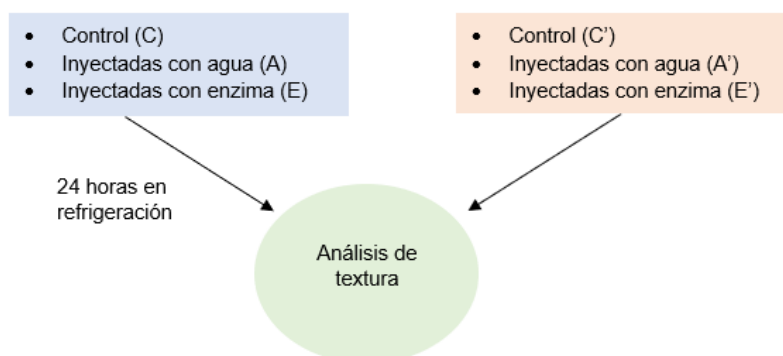 • Control (C)
• Inyectadas con agua (A)
• Inyectadas con enzima (E)
• Control (C’)
• Inyectadas con agua (A’)
• Inyectadas con enzima (E’)
24 horas en
refrigeración
Análisis de
textura